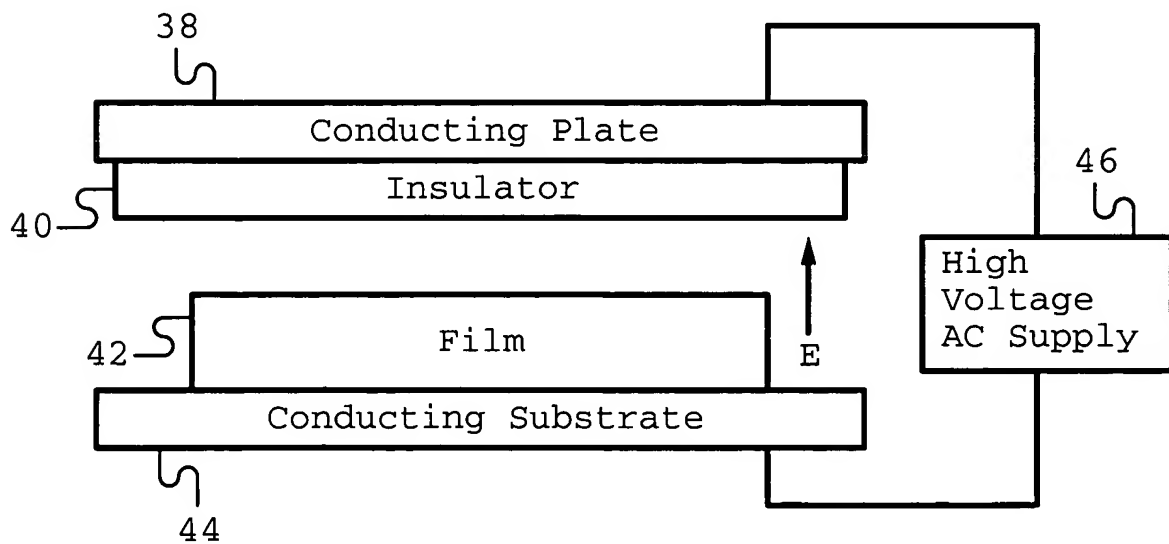 38
Conducting Plate
Insulator
40
46
High
Voltage
AC Supply
42
Film
E
Conducting Substrate
44